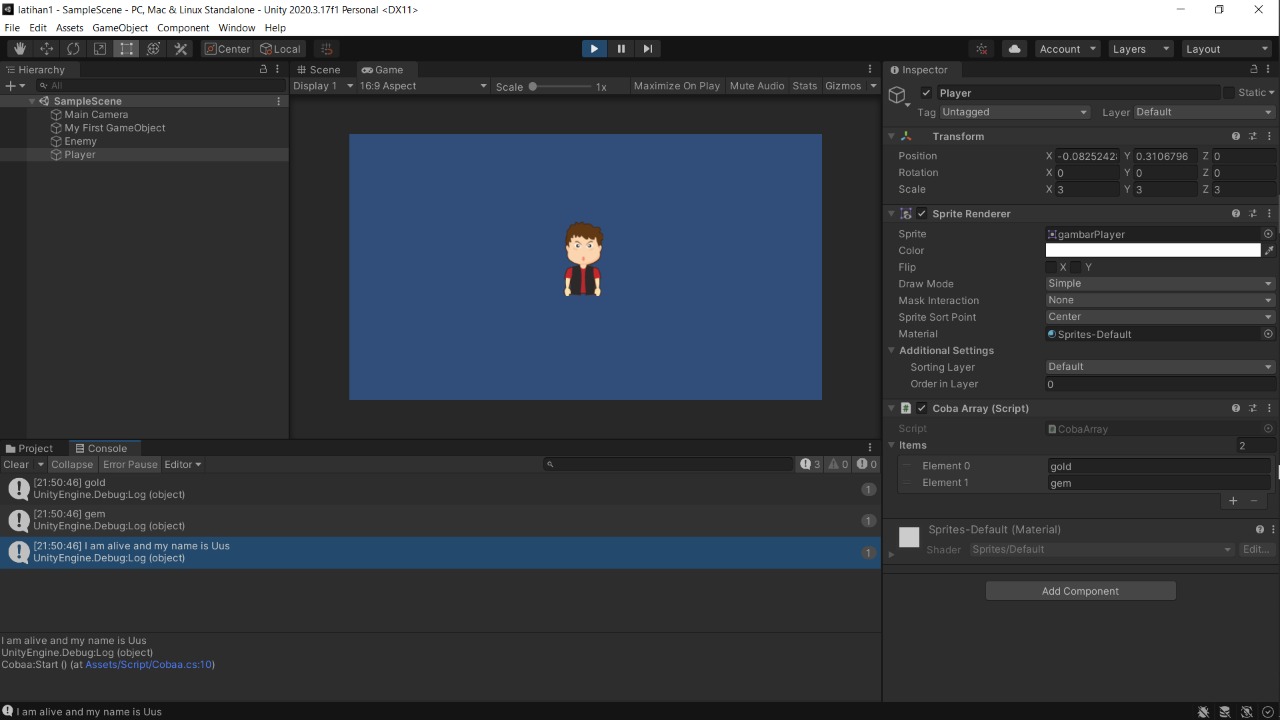 latihan1 - SampleScene - PC, Mac & Linux Standalone - Unity 2020.3.17f1 Personal <DX11>
File Edit Assets GameObject Component Window Help
Center Local Account Layers Layout
Hierarchy
All
SampleScene
Main Camera
My First GameObject
Enemy
Player
Scene Game
Display 1 16:9 Aspect Scale 1x Maximize On Play Mute Audio Stats Gizmos
Inspector
Player Static
Tag Untagged Layer Default
Transform
Position X -0.0825242 Y 0.3106796 Z 0
Rotation X 0 Y 0 Z 0
Scale X 3 Y 3 Z 3
Sprite Renderer
Sprite gambarPlayer
Color
Flip X Y
Draw Mode Simple
Mask Interaction None
Sprite Sort Point Center
Material Sprites-Default
Additional Settings
Sorting Layer Default
Order in Layer 0
Coba Array (Script)
Script CobaArray
Items 2
Element 0 gold
Element 1 gem
+ -
Sprites-Default (Material)
Shader Sprites/Default Edit...
Add Component
Project Console
Clear Collapse Error Pause Editor 3 0 0
[21:50:46] gold
UnityEngine.Debug:Log (object)
1
[21:50:46] gem
UnityEngine.Debug:Log (object)
1
[21:50:46] I am alive and my name is Uus
UnityEngine.Debug:Log (object)
1
I am alive and my name is Uus
UnityEngine.Debug:Log (object)
Cobaa:Start () (at Assets/Script/Cobaa.cs:10)
I am alive and my name is Uus